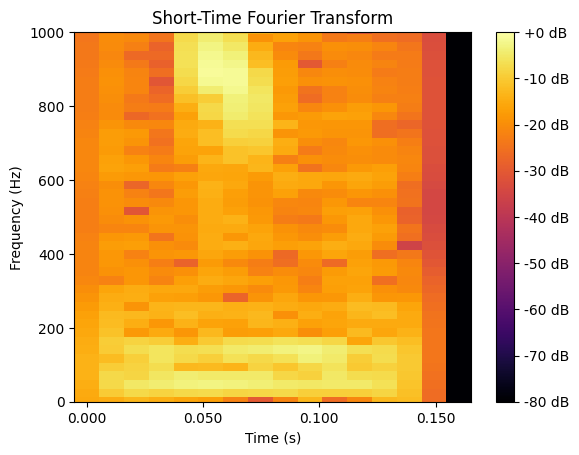 Short-Time Fourier Transform
1000
800
600
400
200
0
Frequency (Hz)
0.000
0.050
0.100
0.150
Time (s)
+0 dB
-10 dB
-20 dB
-30 dB
-40 dB
-50 dB
-60 dB
-70 dB
-80 dB